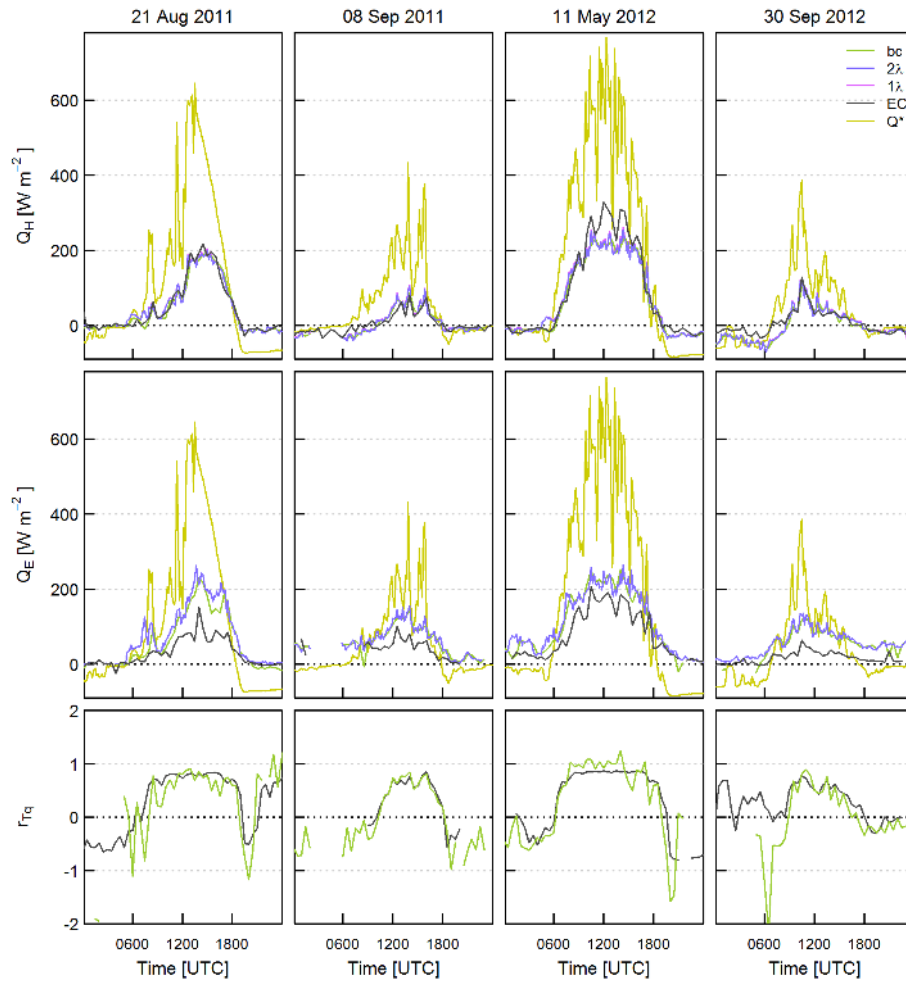 21 Aug 2011 08 Sep 2011 11 May 2012 30 Sep 2012
bc
2λ
1λ
EC
Q*
Q_H [W m⁻²]
600
400
200
0
Q_E [W m⁻²]
600
400
200
0
r_Tq
2
1
0
-1
-2
0600 1200 1800 0600 1200 1800 0600 1200 1800 0600 1200 1800
Time [UTC] Time [UTC] Time [UTC] Time [UTC]